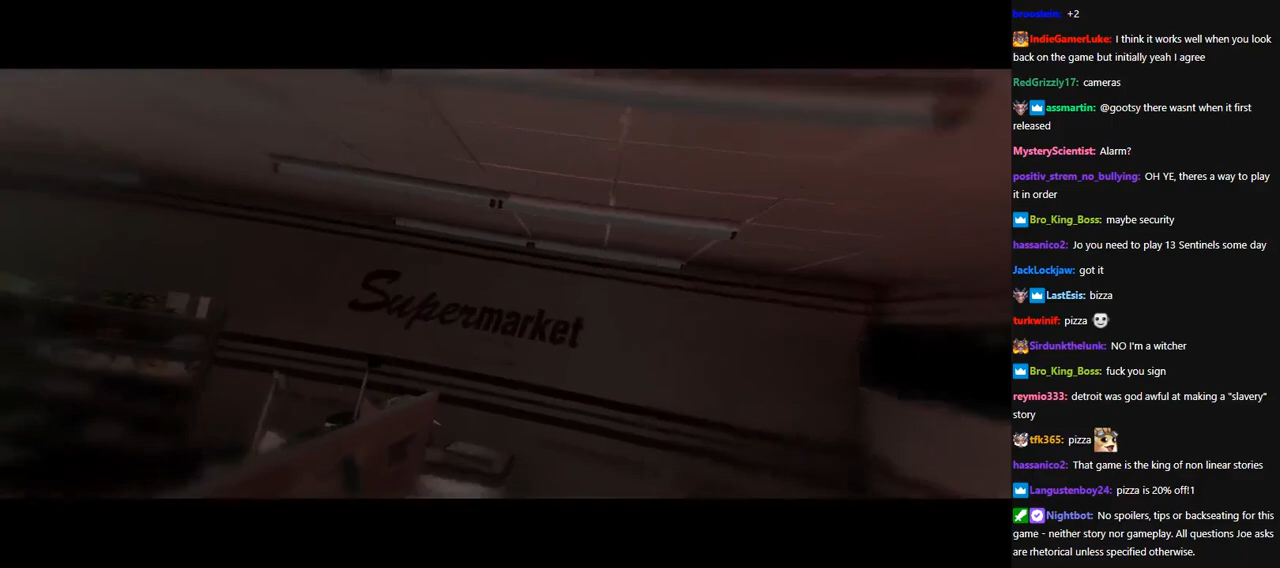 Supermarket
brooslein: +2
IndieGamerLuke: I think it works well when you look
back on the game but initially yeah I agree
RedGrizzly17: cameras
assmartin: @gootsy there wasnt when it first
released
MysteryScientist: Alarm?
positiv_strem_no_bullying: OH YE, theres a way to play
it in order
Bro_King_Boss: maybe security
hassanico2: Jo you need to play 13 Sentinels some day
JackLockjaw: got it
LastEsis: bizza
turkwinif: pizza
Sirdunkthelunk: NO I'm a witcher
Bro_King_Boss: fuck you sign
reymio333: detroit was god awful at making a "slavery"
story
tfk365: pizza
hassanico2: That game is the king of non linear stories
Langustenboy24: pizza is 20% off!1
Nightbot: No spoilers, tips or backseating for this
game - neither story nor gameplay. All questions Joe asks
are rhetorical unless specified otherwise.